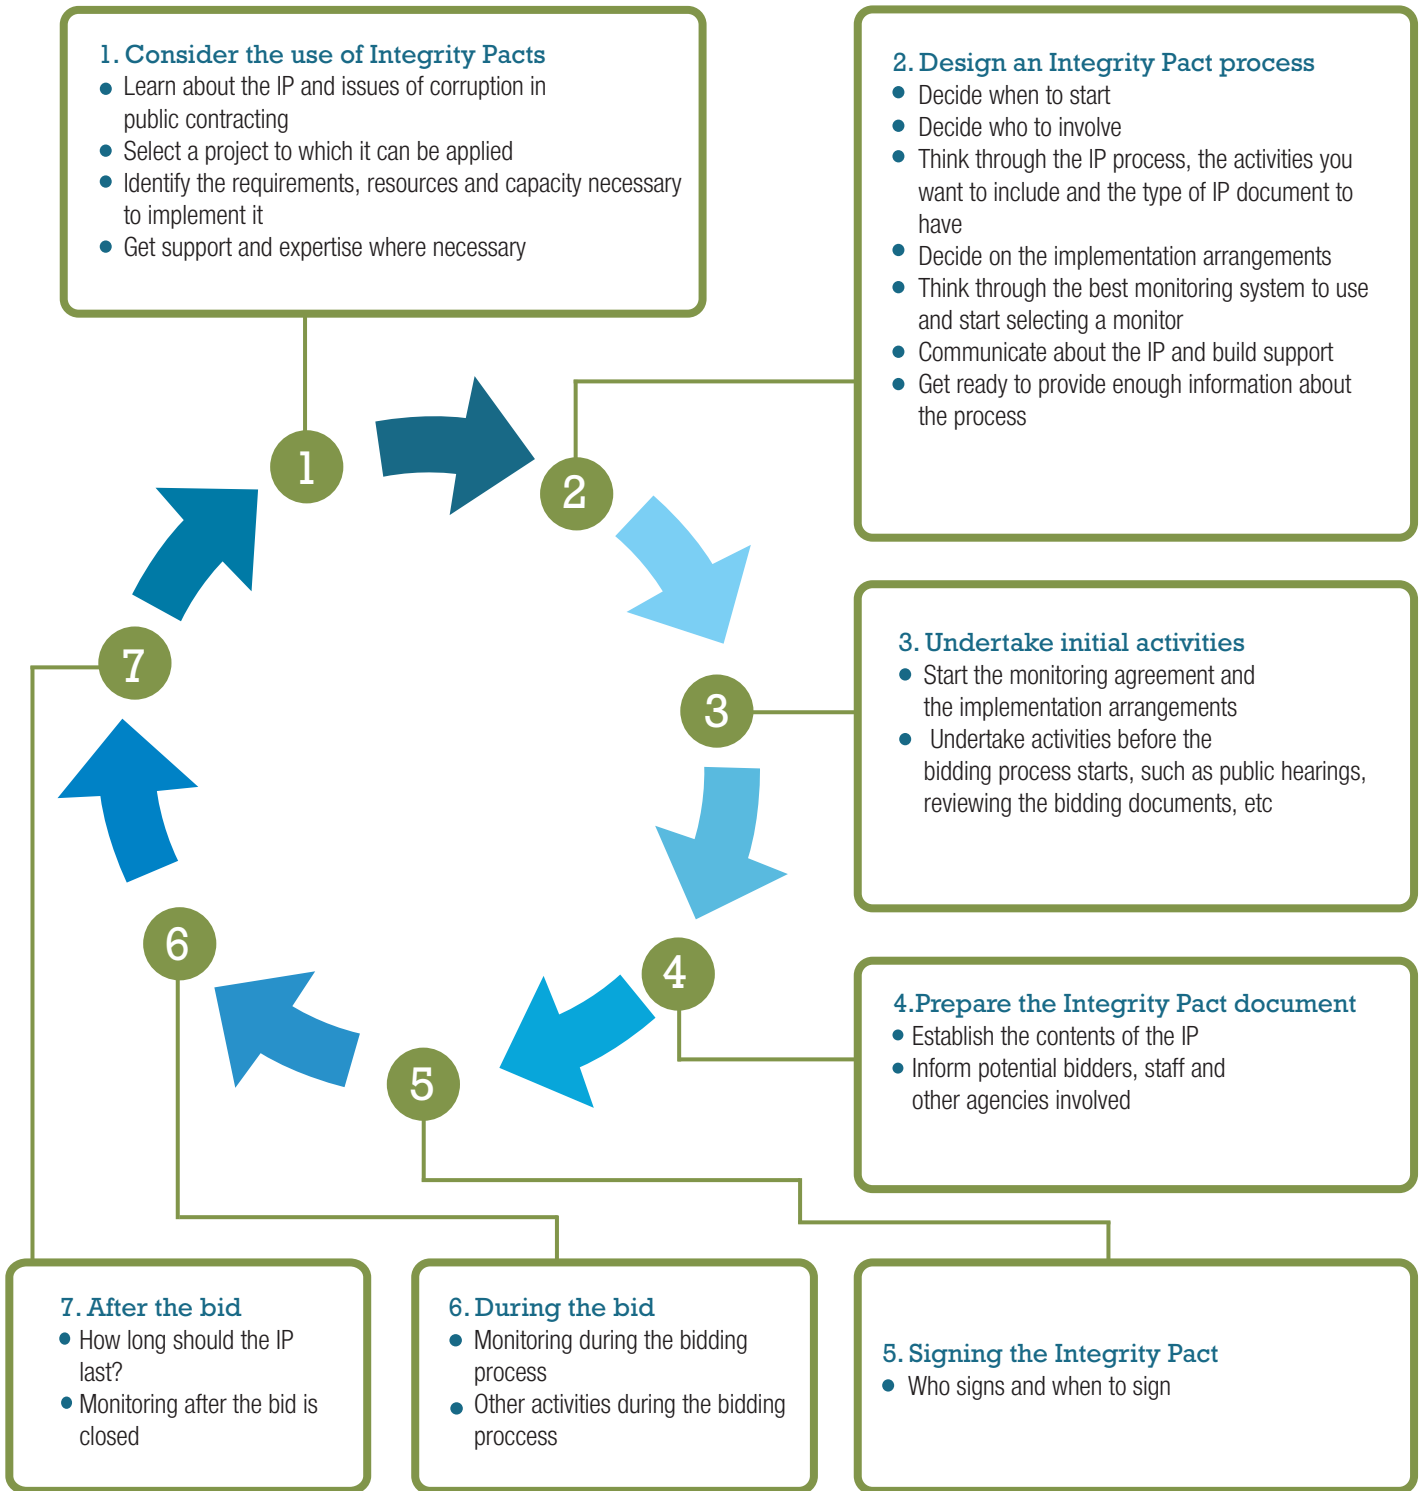 1. Consider the use of Integrity Pacts
• Learn about the IP and issues of corruption in
public contracting
• Select a project to which it can be applied
• Identify the requirements, resources and capacity necessary
to implement it
• Get support and expertise where necessary
2. Design an Integrity Pact process
• Decide when to start
• Decide who to involve
• Think through the IP process, the activities you
want to include and the type of IP document to
have
• Decide on the implementation arrangements
• Think through the best monitoring system to use
and start selecting a monitor
• Communicate about the IP and build support
• Get ready to provide enough information about
the process
3. Undertake initial activities
• Start the monitoring agreement and
the implementation arrangements
• Undertake activities before the
bidding process starts, such as public hearings,
reviewing the bidding documents, etc
4.Prepare the Integrity Pact document
• Establish the contents of the IP
• Inform potential bidders, staff and
other agencies involved
5. Signing the Integrity Pact
• Who signs and when to sign
6. During the bid
• Monitoring during the bidding
process
• Other activities during the bidding
proccess
7. After the bid
• How long should the IP
last?
• Monitoring after the bid is
closed
1
2
3
4
5
6
7